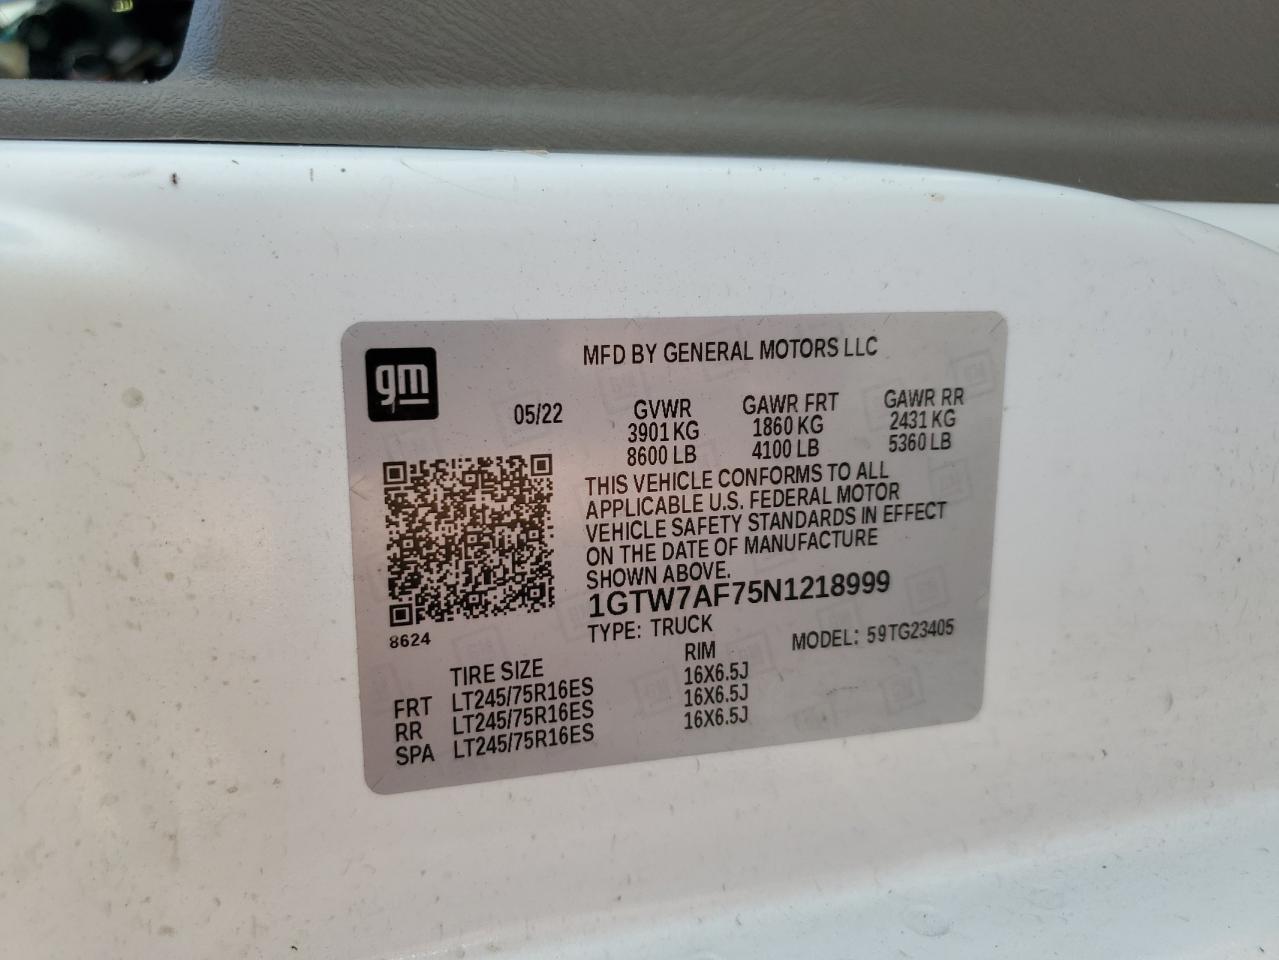 gm
MFD BY GENERAL MOTORS LLC
05/22 GVWR GAWR FRT GAWR RR
3901 KG 1860 KG 2431 KG
8600 LB 4100 LB 5360 LB
THIS VEHICLE CONFORMS TO ALL
APPLICABLE U.S. FEDERAL MOTOR
VEHICLE SAFETY STANDARDS IN EFFECT
ON THE DATE OF MANUFACTURE
SHOWN ABOVE.
1GTW7AF75N1218999
8624
TYPE: TRUCK MODEL: 59TG23405
TIRE SIZE RIM
FRT LT245/75R16ES 16X6.5J
RR LT245/75R16ES 16X6.5J
SPA LT245/75R16ES 16X6.5J